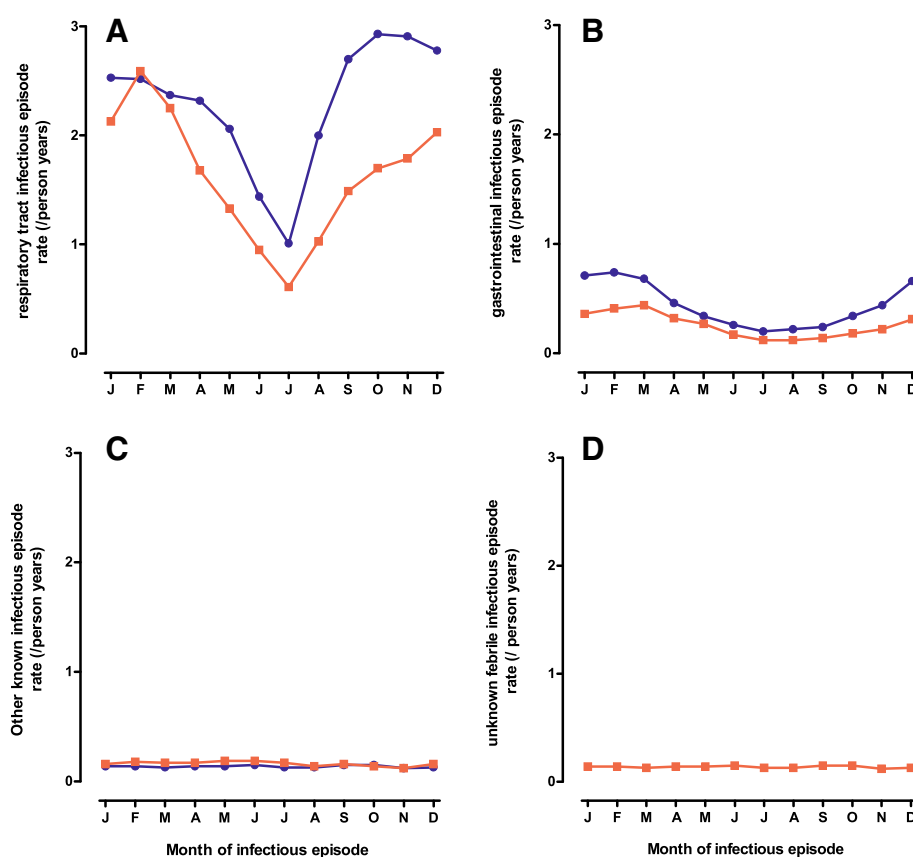 A
3
2
1
0
respiratory tract infectious episode
rate (/person years)
J F M A M J J A S O N D
B
3
2
1
0
gastrointestinal infectious episode
rate (/person years)
J F M A M J J A S O N D
C
3
2
1
0
Other known infectious episode
rate (/person years)
J F M A M J J A S O N D
Month of infectious episode
D
3
2
1
0
unknown febrile infectious episode
rate (/ person years)
J F M A M J J A S O N D
Month of infectious episode